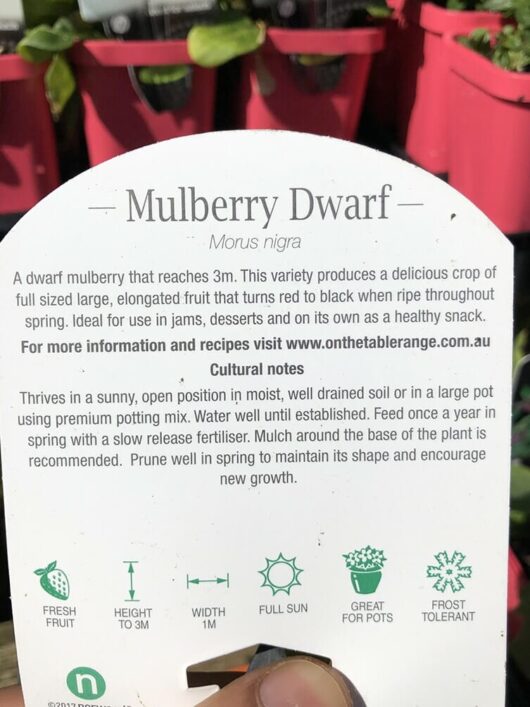 — Mulberry Dwarf —
Morus nigra
A dwarf mulberry that reaches 3m. This variety produces a delicious crop of
full sized large, elongated fruit that turns red to black when ripe throughout
spring. Ideal for use in jams, desserts and on its own as a healthy snack.
For more information and recipes visit www.onthetablerange.com.au
Cultural notes
Thrives in a sunny, open position in moist, well drained soil or in a large pot
using premium potting mix. Water well until established. Feed once a year in
spring with a slow release fertiliser. Mulch around the base of the plant is
recommended. Prune well in spring to maintain its shape and encourage
new growth.
FRESH
FRUIT
HEIGHT
TO 3M
WIDTH
1M
FULL SUN
GREAT
FOR POTS
FROST
TOLERANT
n
©2017